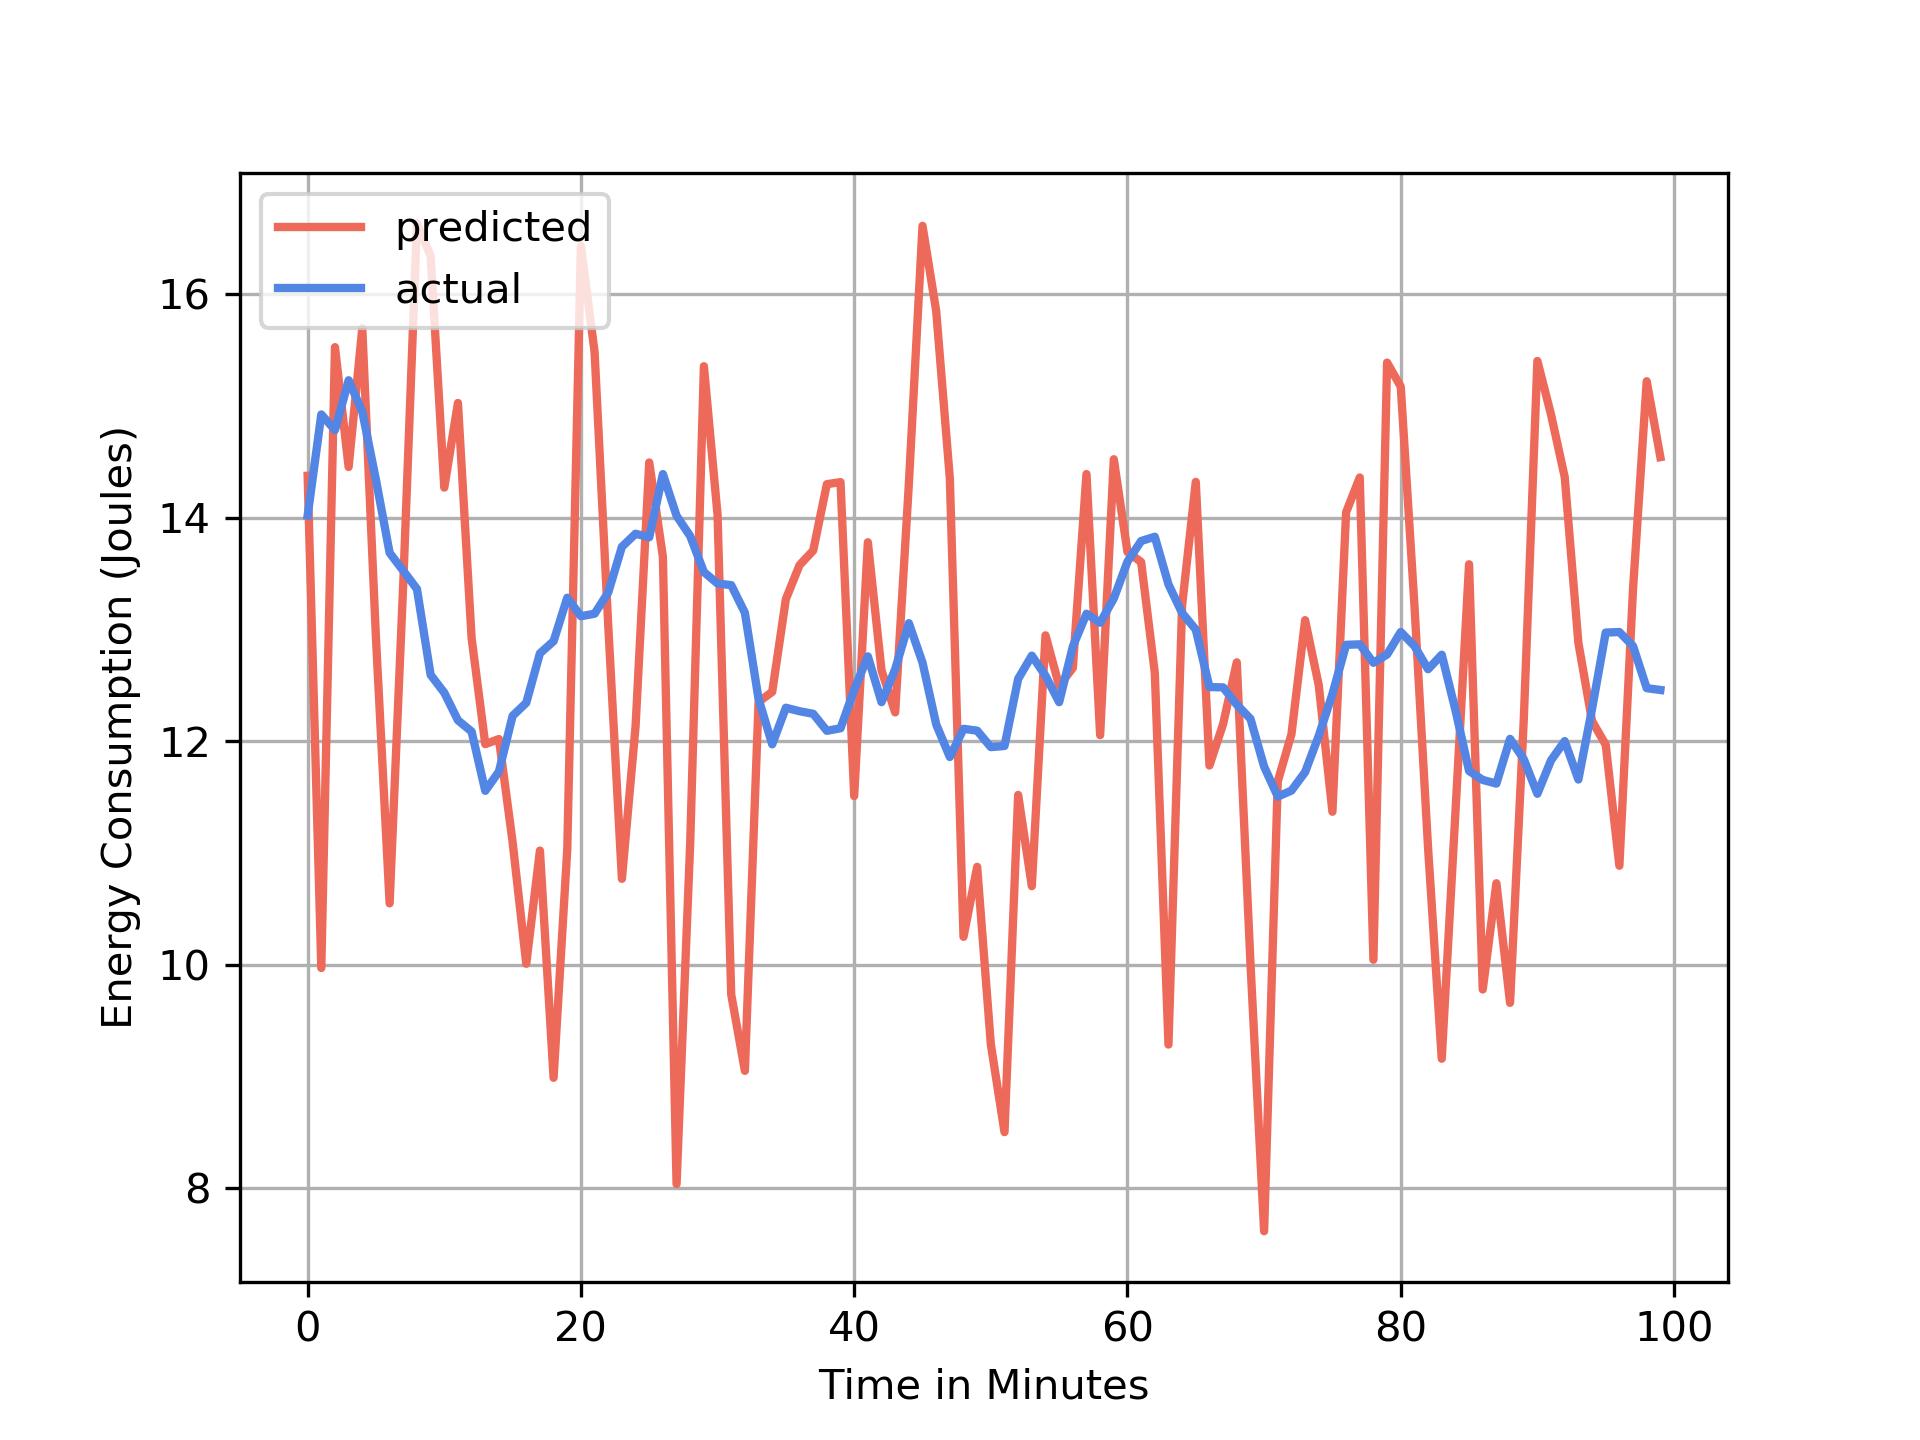 predicted
actual
16
14
12
10
8
Energy Consumption (Joules)
0 20 40 60 80 100
Time in Minutes